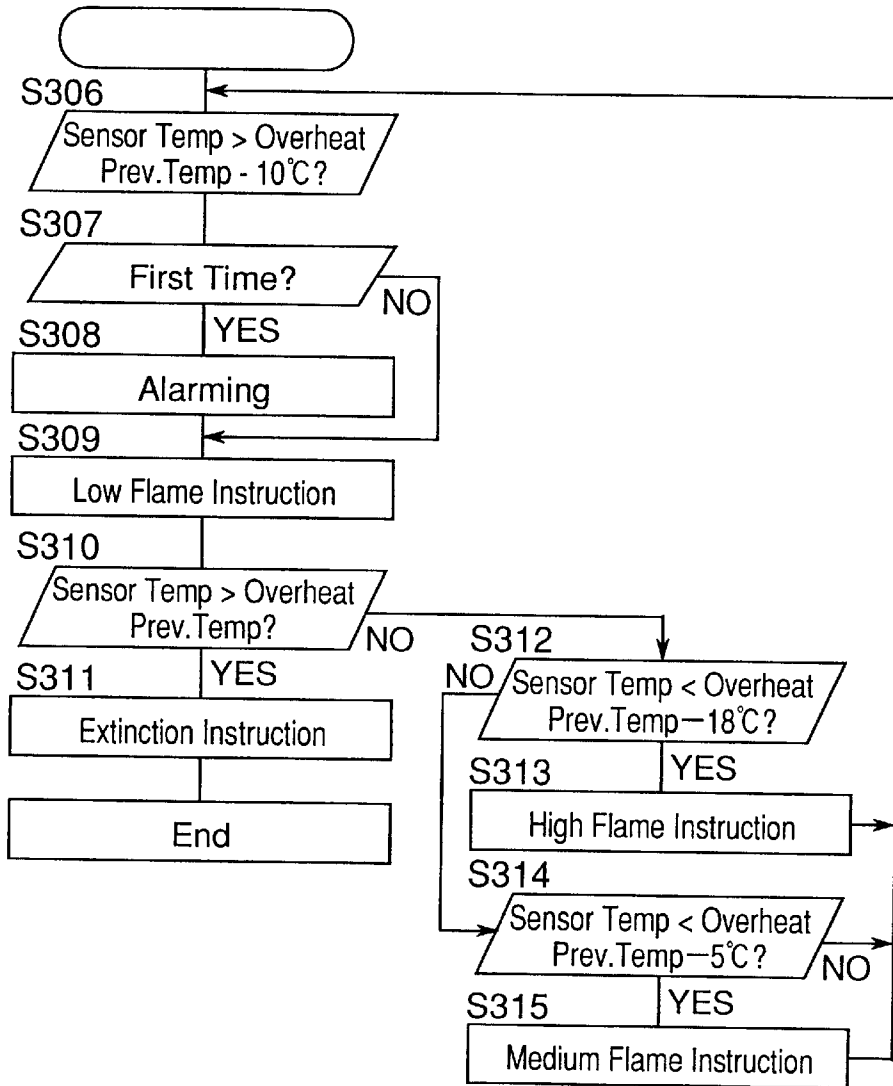 S306
Sensor Temp > Overheat
Prev.Temp - 10℃?
S307
First Time?
NO
YES
S308
Alarming
S309
Low Flame Instruction
S310
Sensor Temp > Overheat
Prev.Temp?
NO
YES
S311
Extinction Instruction
End
S312
NO
Sensor Temp < Overheat
Prev.Temp—18℃?
YES
S313
High Flame Instruction
S314
Sensor Temp < Overheat
Prev.Temp—5℃?
NO
YES
S315
Medium Flame Instruction